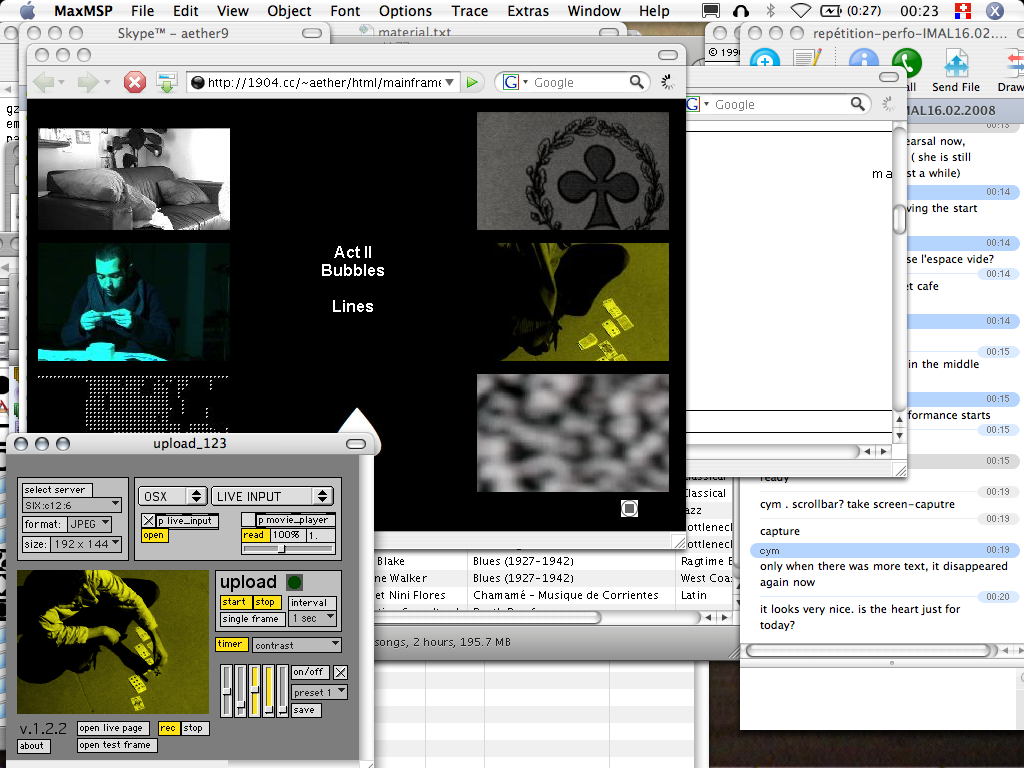 MaxMSP File Edit View Object Font Options Trace Extras Window Help (0:27) 00:23
Skype™ – aether9
material.txt
répétition-perfo-IMAL16.02....
http://1904.cc/~aether/html/mainframe
Google
© 199
Google
all
Send File
Draw
MAL16.02.2008
gz
em
ma
00:13
earsal now,
( she is still
st a while)
00:14
ving the start
00:14
se l'espace vide?
00:14
et cafe
00:14
00:15
in the middle
00:15
formance starts
00:15
00:15
ready
00:19
cym . scrollbar? take screen-caputre
00:19
capture
cym 00:19
only when there was more text, it disappeared
again now
00:20
it looks very nice. is the heart just for
today?
Act II
Bubbles
Lines
upload_123
select server
SIX:c12:6
format: JPEG
size: 192 x 144
OSX
LIVE INPUT
p live_input
open
p movie_player
read 100% 1.
upload
start stop interval
single frame 1 sec
timer contrast
on/off
preset 1
save
v.1.2.2
open live page
rec stop
about
open test frame
Classical
Classical
azz
ottleneck
ottleneck
Blake Blues (1927-1942) Ragtime B
ne Walker Blues (1927-1942) West Coas
et Nini Flores Chamamé - Musique de Corrientes Latin
songs, 2 hours, 195.7 MB